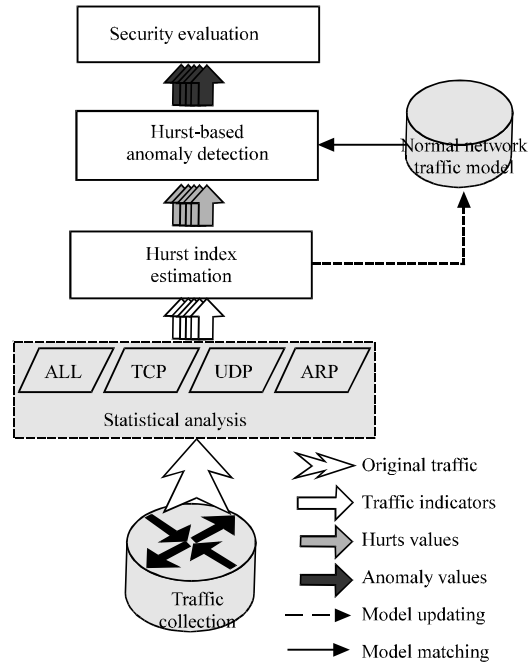 Security evaluation
Hurst-based
anomaly detection
Normal network
traffic model
Hurst index
estimation
ALL
TCP
UDP
ARP
Statistical analysis
Traffic
collection
Original traffic
Traffic indicators
Hurts values
Anomaly values
Model updating
Model matching